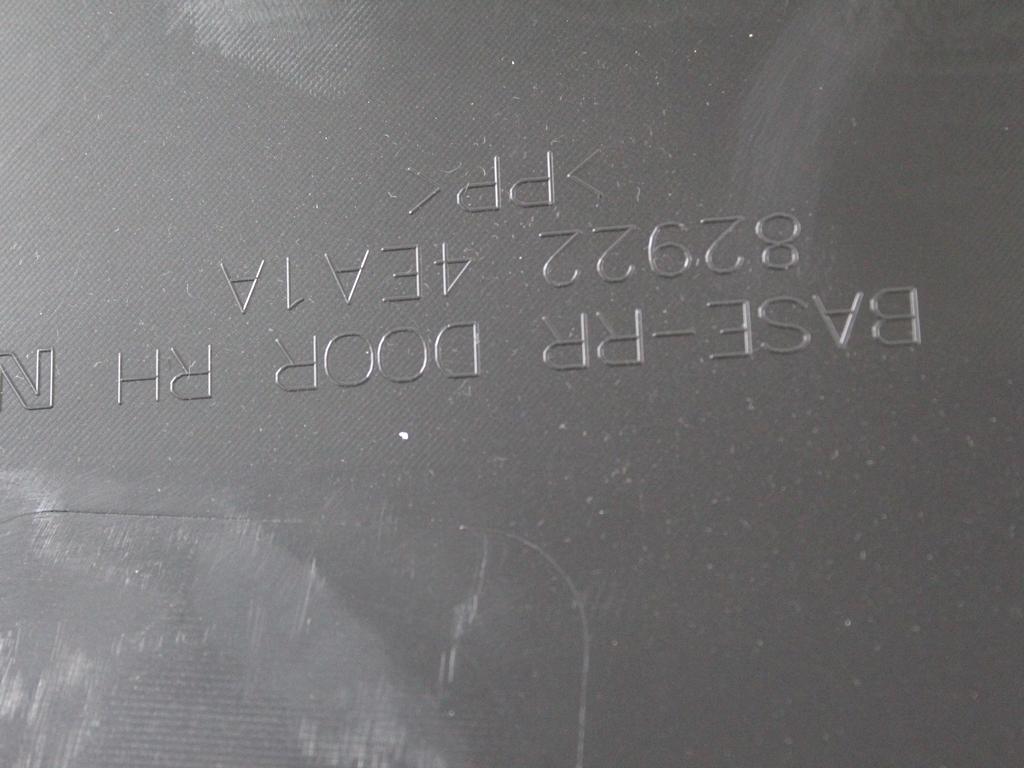 BASE-RR DOOR RH
82922 4EA1A
>PP<